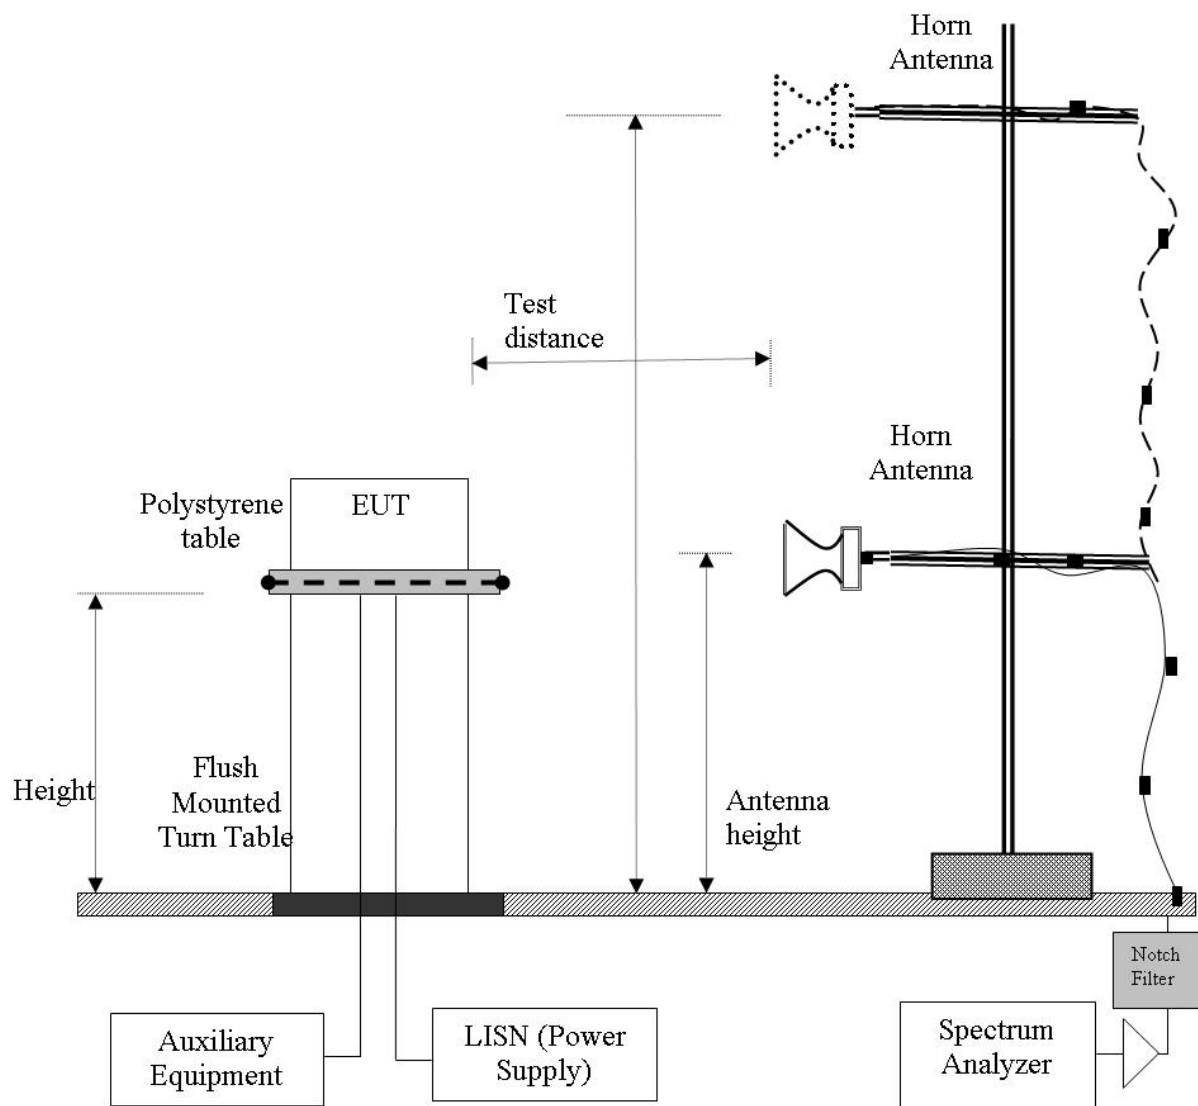 Horn
Antenna
Test
distance
Horn
Antenna
Polystyrene
table
EUT
Height
Flush
Mounted
Turn Table
Antenna
height
Notch
Filter
Auxiliary
Equipment
LISN (Power
Supply)
Spectrum
Analyzer